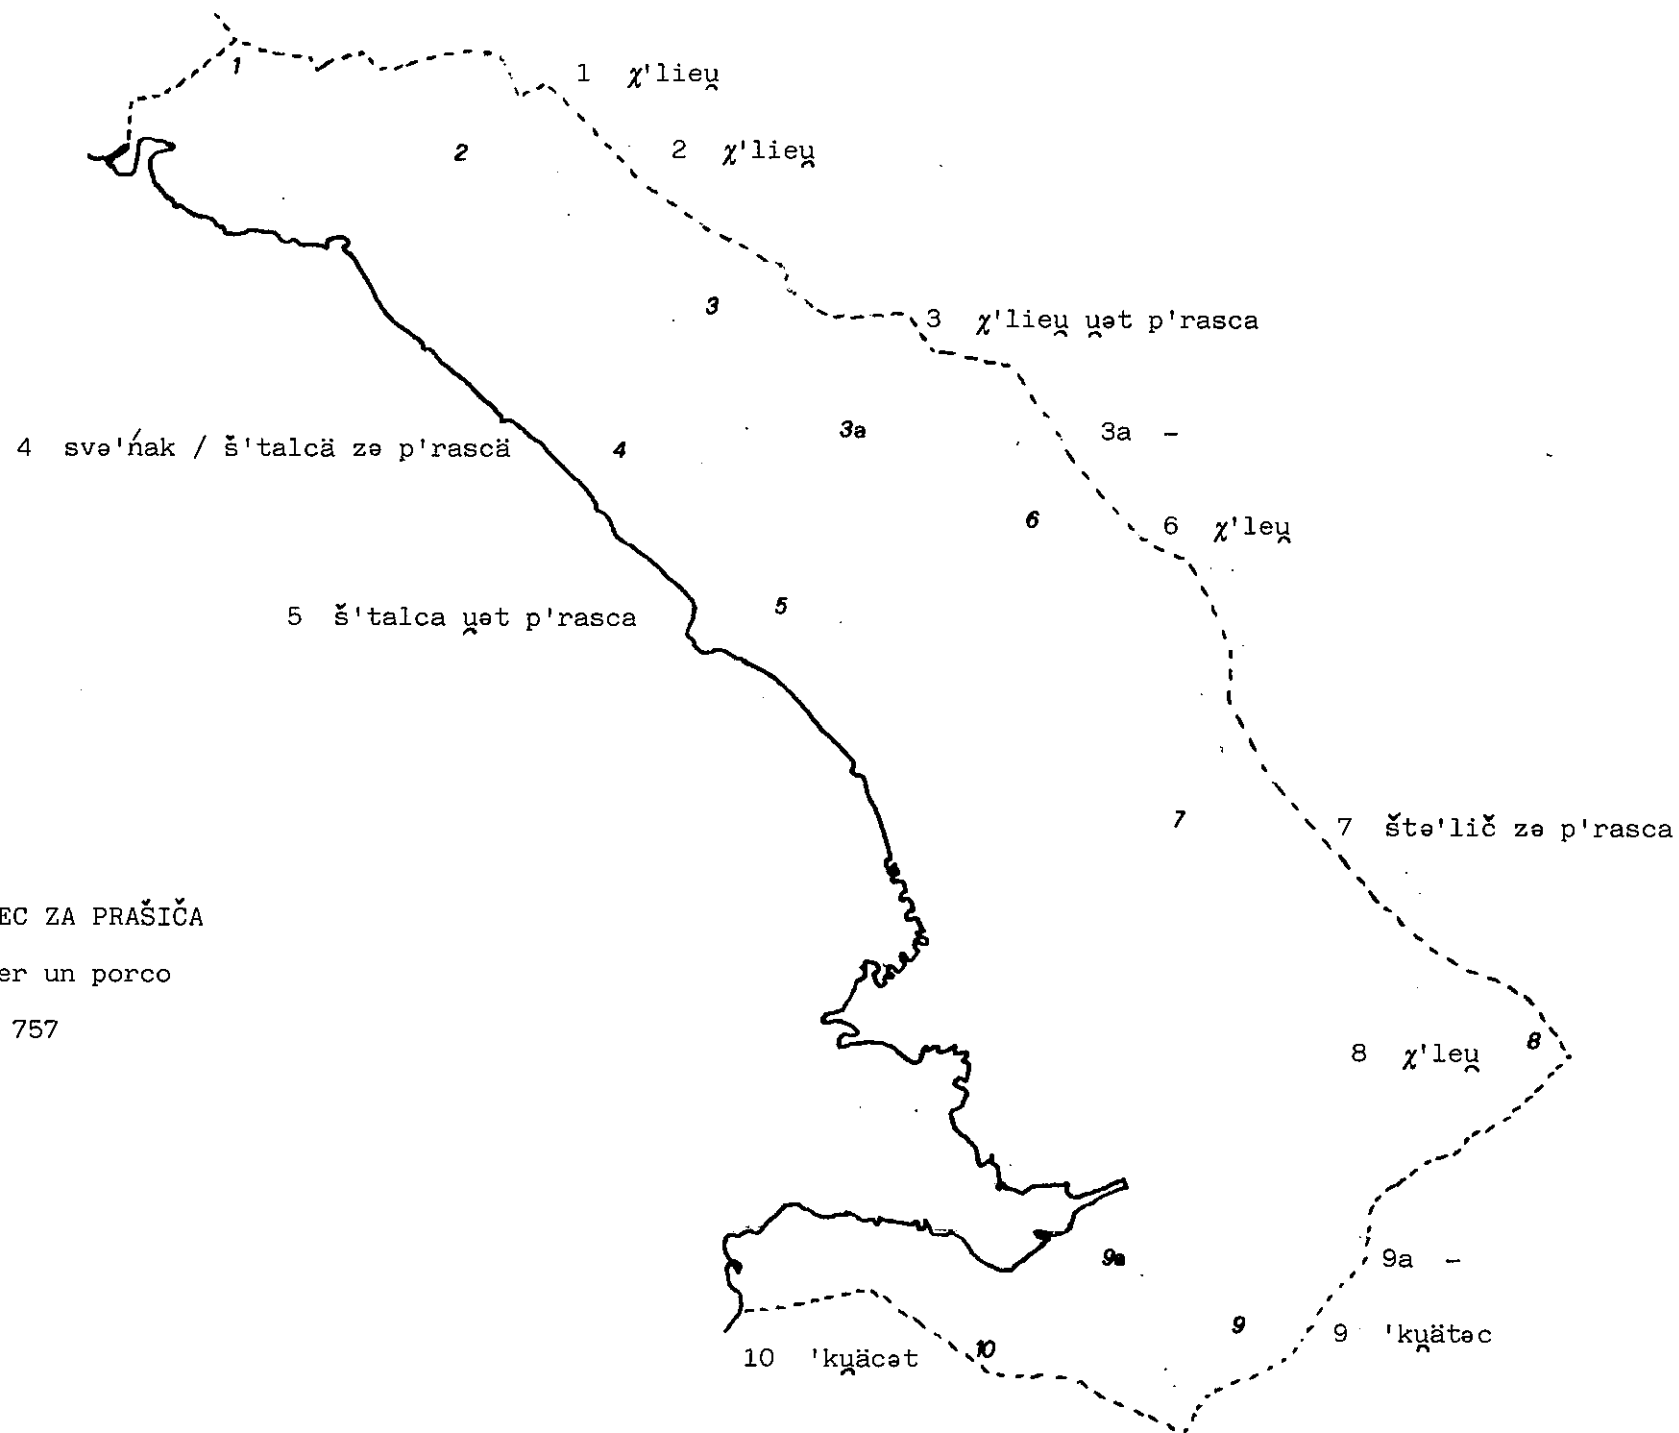 1
1 χ'lieu̯
2
2 χ'lieu̯
3
3 χ'lieu̯ u̯ət p'rasca
3a
3a -
4 svə'ńak / š'talcä zə p'rascä
4
6
6 χ'leu̯
5 š'talca u̯ət p'rasca
5
7
7 štə'lič zə p'rasca
EC ZA PRAŠIČA
er un porco
757
8 χ'leu̯
8
9a
9a -
9
9 'ku̯ätəc
10 'ku̯äcət
10